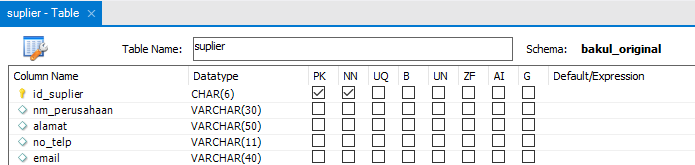 suplier - Table ×
Table Name: suplier Schema: bakul_original
Column Name Datatype PK NN UQ B UN ZF AI G Default/Expression
id_suplier CHAR(6)
nm_perusahaan VARCHAR(30)
alamat VARCHAR(50)
no_telp VARCHAR(11)
email VARCHAR(40)